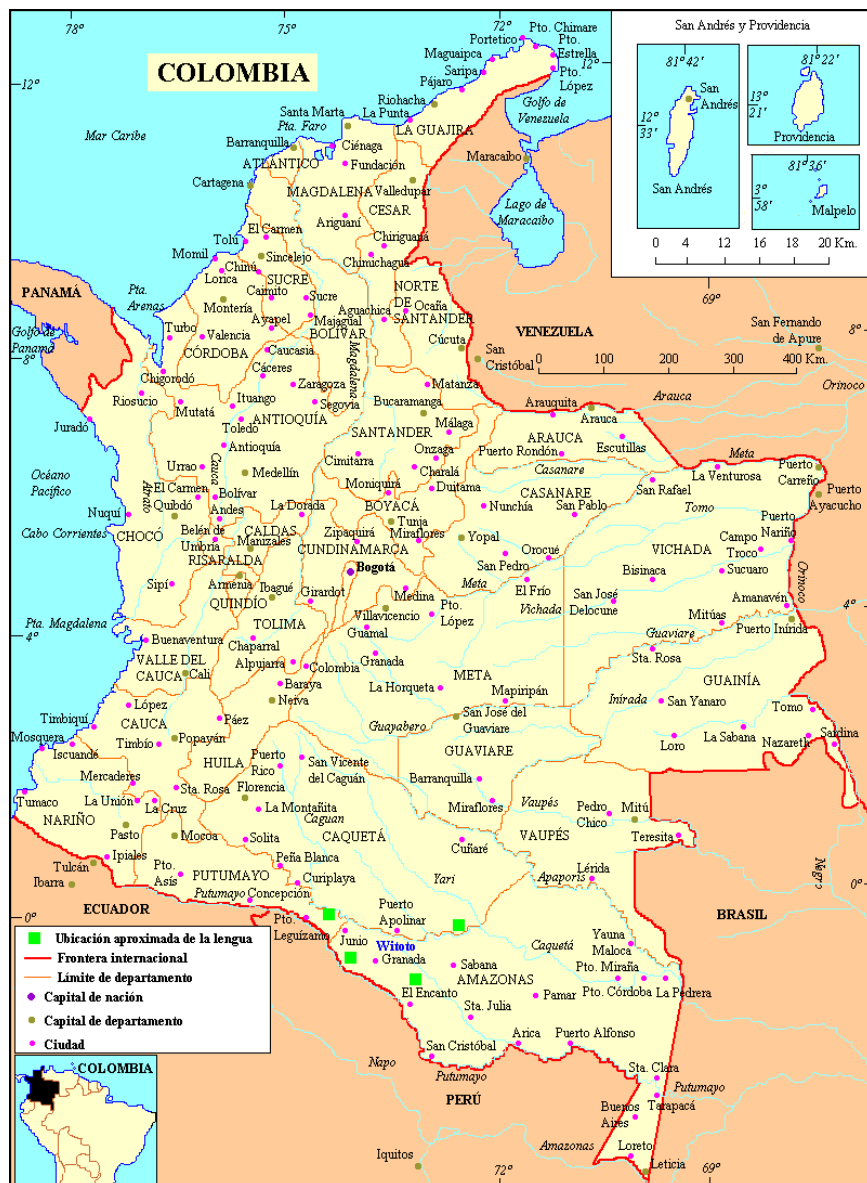 78°
75°
72°
Pto. Chimare
Portetico
Pto.
Estrella
Maguaipca
Saripa
Pto.
López
Pájaro
12°
12°
COLOMBIA
Riohacha
Golfo de
Venezuela
Santa Marta
La Punta
Pta. Faro
LA GUAJIRA
Mar Caribe
Barranquilla
Ciénaga
ATLANTICO
Fundación
Maracaibo
Cartagena
MAGDALENA
Valledupar
CESAR
Lago de
Maracaibo
Ariguaní
El Carmen
Tolú
Chiriguaná
Momil
Sincelejo
Chimichagua
Chinú
Lorica
SUCRE
NORTE
DE
SANTANDER
PANAMÁ
Pta.
Arenas
Caimito
Sucre
Ocaña
Montería
Aguachica
69°
Golfo de
Panamá
Turbo
Ayapel
Majagual
BOLÍVAR
VENEZUELA
San Fernando
de Apure
8°
Valencia
Magdalena
Cúcuta
8°
CÓRDOBA
Caucasia
San
Cristóbal
0
100
200
300
400 Km.
Chigorodó
Cáceres
Zaragoza
Matanza
Orinoco
Riosucio
Mutatá
Ituango
Segovia
Bucaramanga
Arauquita
Arauca
Juradó
Toledo
ANTIOQUÍA
Arauca
SANTANDER
Málaga
ARAUCA
Antioquía
Puerto Rondón
Escutillas
Meta
Océano
Pacífico
Urrao
Cauca
Cimitarra
Onzaga
Casanare
La Venturosa
Puerto
Carreño
Medellín
Charalá
Atrato
El Carmen
Bolívar
Moniquirá
Duitama
CASANARE
San Rafael
Puerto
Ayacucho
Nuquí
Quibdó
Andes
La Dorada
BOYACÁ
Nunchía
San Pablo
Tomo
Cabo Corrientes
CHOCÓ
Belén de
Umbria
CALDAS
Zipaquirá
Tunja
Puerto
Nariño
Manizales
CUNDINAMARCA
Miraflores
Yopal
VICHADA
Campo
Troco
RISARALDA
Bogotá
San Pedro
Orocué
Sipí
Armenia
Ibagué
Meta
Bisinaca
Sucuaro
Orinoco
QUINDÍO
Girardot
Medina
El Frío
San José
Delocune
Amanavén
Villavicencio
Pto.
López
Vichada
4°
Pta. Magdalena
TOLIMA
Guamal
Mitúas
Puerto Inírida
4°
Buenaventura
Chaparral
Guaviare
VALLE DEL
CAUCA
Alpujarra
Colombia
Granada
Sta. Rosa
Cali
Baraya
META
GUAINÍA
La Horqueta
López
Neiva
Mapiripán
Inírida
San Yanaro
Tomo
Timbiquí
CAUCA
Páez
San José del
Guaviare
Mosquera
Guayabero
La Sabana
Iscuandé
Timbío
Popayán
GUAVIARE
Loro
Nazareth
Sardina
HUILA
Puerto
Rico
San Vicente
del Caguán
Mercaderes
Barranquilla
Tumaco
Sta. Rosa
Florencia
Miraflores
La Unión
La Cruz
La Montañita
Vaupés
Pedro
Chico
Mitú
NARIÑO
Caguan
Pasto
Mocoa
Solita
CAQUETÁ
VAUPÉS
Teresita
Cuñaré
Ipiales
Tulcán
Pto.
Asís
Peña Blanca
Lérida
Negro
Ibarra
PUTUMAYO
Curiplaya
Yari
Apaporis
0°
Putumayo
Concepción
ECUADOR
Puerto
Apolinar
BRASIL
0°
Pto.
Leguízamo
Junio
Yauna
Maloca
Witoto
Caquetá
Granada
Sabana
AMAZONAS
Pto. Miraña
El Encanto
Pamar
Pto. Córdoba
La Pedrera
Sta. Julia
Arica
Puerto Alfonso
San Cristóbal
Napo
Putumayo
Sta. Clara
PERÚ
Putumayo
Tarapacá
Buenos
Aires
Amazonas
Loreto
Iquitos
Leticia
72°
69°
San Andrés y Providencia
81°42'
81°22'
San
Andrés
12°
33'
13°
21'
San Andrés
Providencia
81°36'
3°
58'
Malpelo
0
6
12
16
18
20 Km.
Ubicación aproximada de la lengua
Frontera internacional
Límite de departamento
Capital de nación
Capital de departamento
Ciudad
COLOMBIA